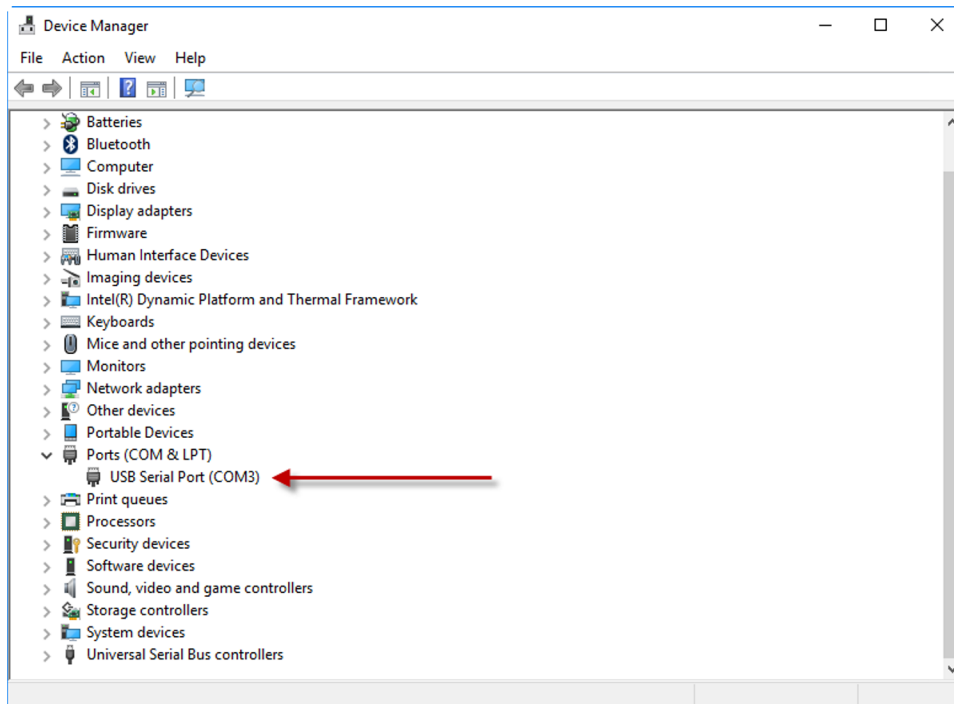 Device Manager
File Action View Help
Batteries
Bluetooth
Computer
Disk drives
Display adapters
Firmware
Human Interface Devices
Imaging devices
Intel(R) Dynamic Platform and Thermal Framework
Keyboards
Mice and other pointing devices
Monitors
Network adapters
Other devices
Portable Devices
Ports (COM & LPT)
USB Serial Port (COM3)
Print queues
Processors
Security devices
Software devices
Sound, video and game controllers
Storage controllers
System devices
Universal Serial Bus controllers